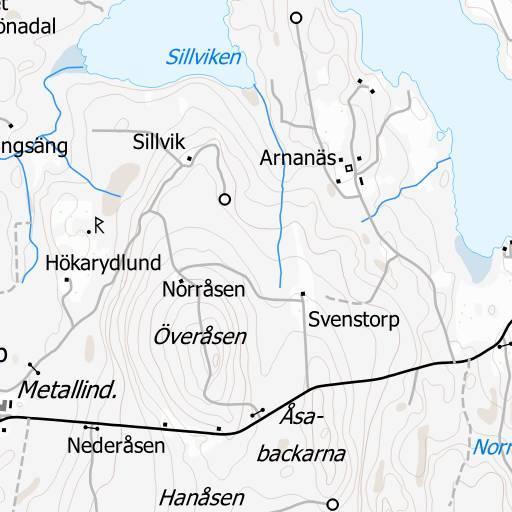 önadal
Sillviken
ngsäng
Sillvik
Arnanäs
Hökarydlund
Norråsen
Svenstorp
Överåsen
Metallind.
Åsa-
backarna
Nederåsen
Norr
Hanåsen